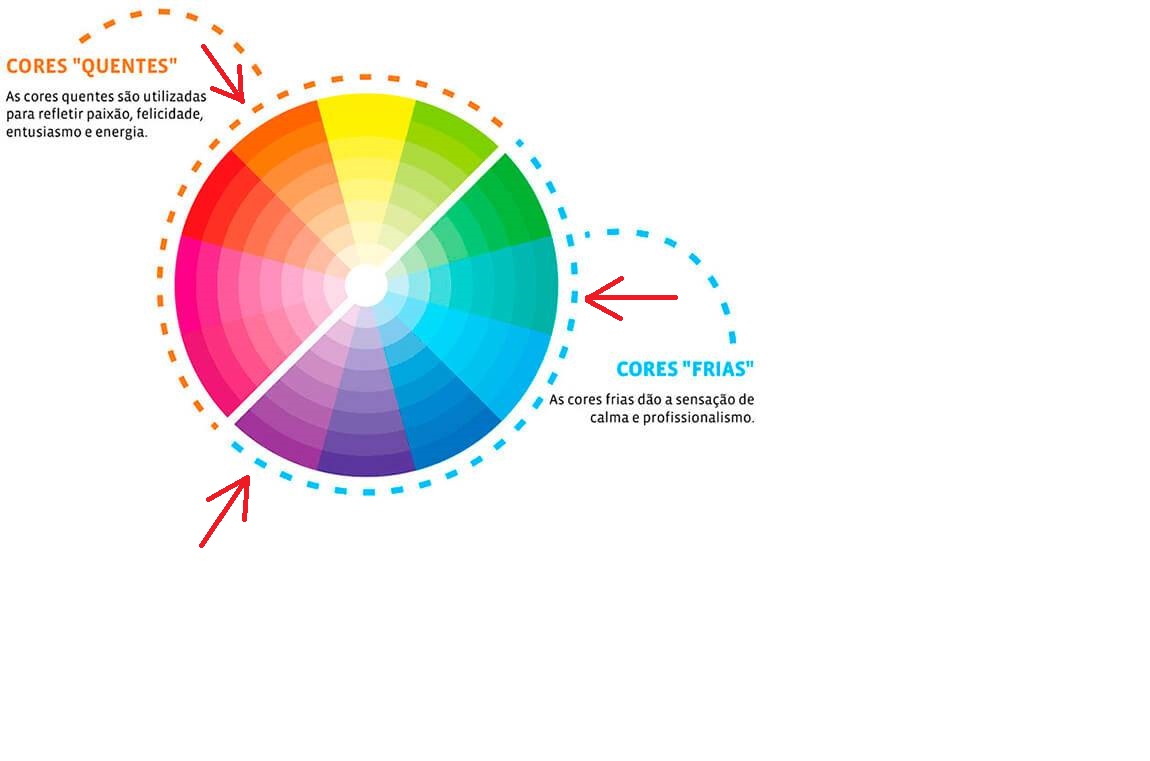 CORES "QUENTES"
As cores quentes são utilizadas
para refletir paixão, felicidade,
entusiasmo e energia.
CORES "FRIAS"
As cores frias dão a sensação de
calma e profissionalismo.